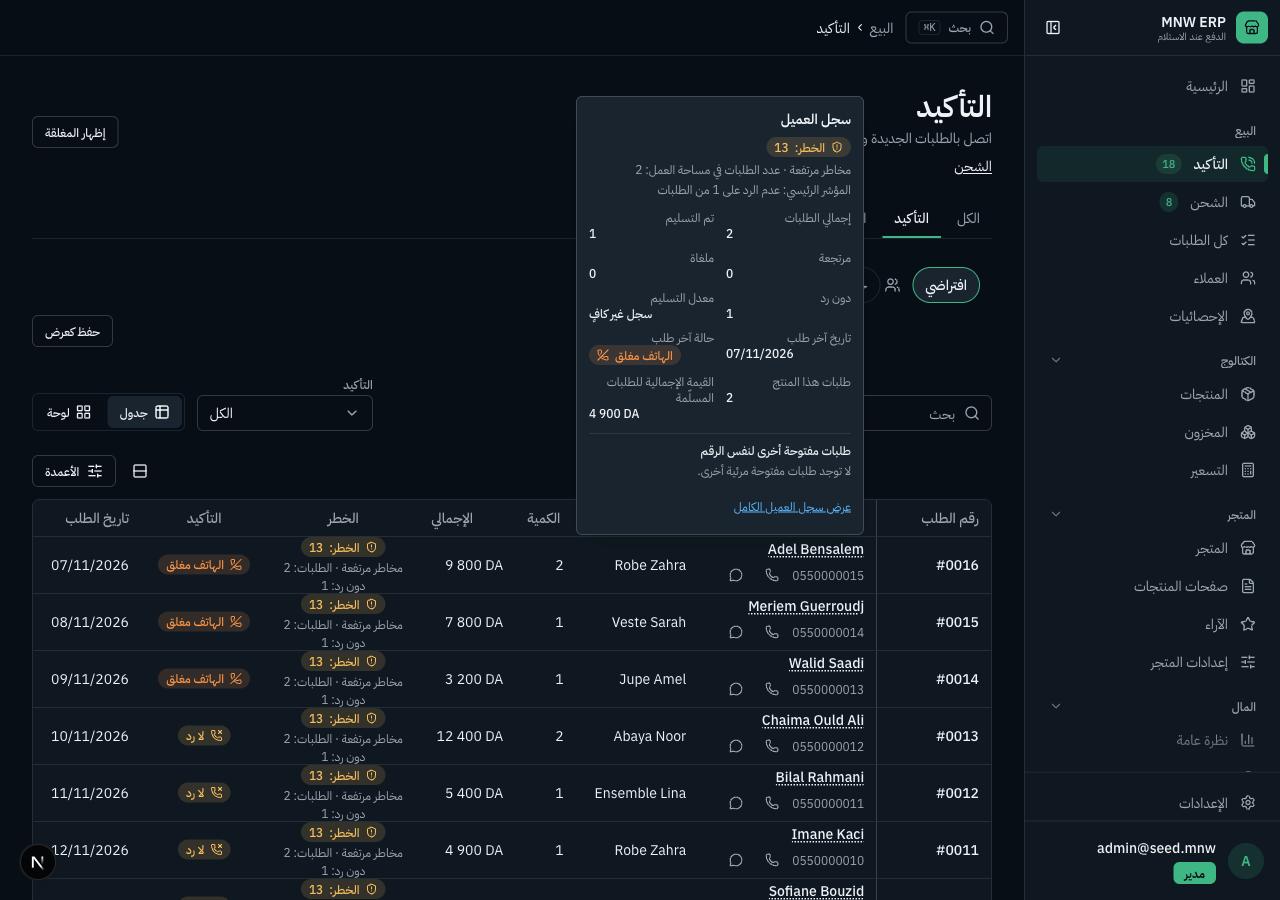 MNW ERP
الدفع عند الاستلام
الرئيسية
البيع
التأكيد 18
الشحن 8
كل الطلبات
العملاء
الإحصائيات
الكتالوج
المنتجات
المخزون
التسعير
المتجر
المتجر
صفحات المنتجات
الآراء
إعدادات المتجر
المال
نظرة عامة
الإعدادات
admin@seed.mnw
مدير
A
بحث ⌘K
البيع › التأكيد
التأكيد
اتصل بالطلبات الجديدة
الشحن
إظهار المغلقة
الكل
التأكيد
افتراضي
حفظ كعرض
بحث
التأكيد
الكل
جدول
لوحة
الأعمدة
سجل العميل
الخطر: 13
مخاطر مرتفعة · عدد الطلبات في مساحة العمل: 2
المؤشر الرئيسي: عدم الرد على 1 من الطلبات
إجمالي الطلبات
2
تم التسليم
1
مرتجعة
0
ملغاة
0
دون رد
1
معدل التسليم
سجل غير كافٍ
تاريخ آخر طلب
07/11/2026
حالة آخر طلب
الهاتف مغلق
طلبات هذا المنتج
2
القيمة الإجمالية للطلبات
المسلّمة
4 900 DA
طلبات مفتوحة أخرى لنفس الرقم
لا توجد طلبات مفتوحة مرئية أخرى.
عرض سجل العميل الكامل
رقم الطلب
الكمية
الإجمالي
الخطر
التأكيد
تاريخ الطلب
#0016
Adel Bensalem
0550000015
Robe Zahra
2
9 800 DA
الخطر: 13
مخاطر مرتفعة · الطلبات: 2
دون رد: 1
الهاتف مغلق
07/11/2026
#0015
Meriem Guerroudj
0550000014
Veste Sarah
1
7 800 DA
الخطر: 13
مخاطر مرتفعة · الطلبات: 2
دون رد: 1
الهاتف مغلق
08/11/2026
#0014
Walid Saadi
0550000013
Jupe Amel
1
3 200 DA
الخطر: 13
مخاطر مرتفعة · الطلبات: 2
دون رد: 1
الهاتف مغلق
09/11/2026
#0013
Chaima Ould Ali
0550000012
Abaya Noor
2
12 400 DA
الخطر: 13
مخاطر مرتفعة · الطلبات: 2
دون رد: 1
لا رد
10/11/2026
#0012
Bilal Rahmani
0550000011
Ensemble Lina
1
5 400 DA
الخطر: 13
مخاطر مرتفعة · الطلبات: 2
دون رد: 1
لا رد
11/11/2026
#0011
Imane Kaci
0550000010
Robe Zahra
1
4 900 DA
الخطر: 13
مخاطر مرتفعة · الطلبات: 2
دون رد: 1
لا رد
12/11/2026
Sofiane Bouzid
الخطر: 13
N